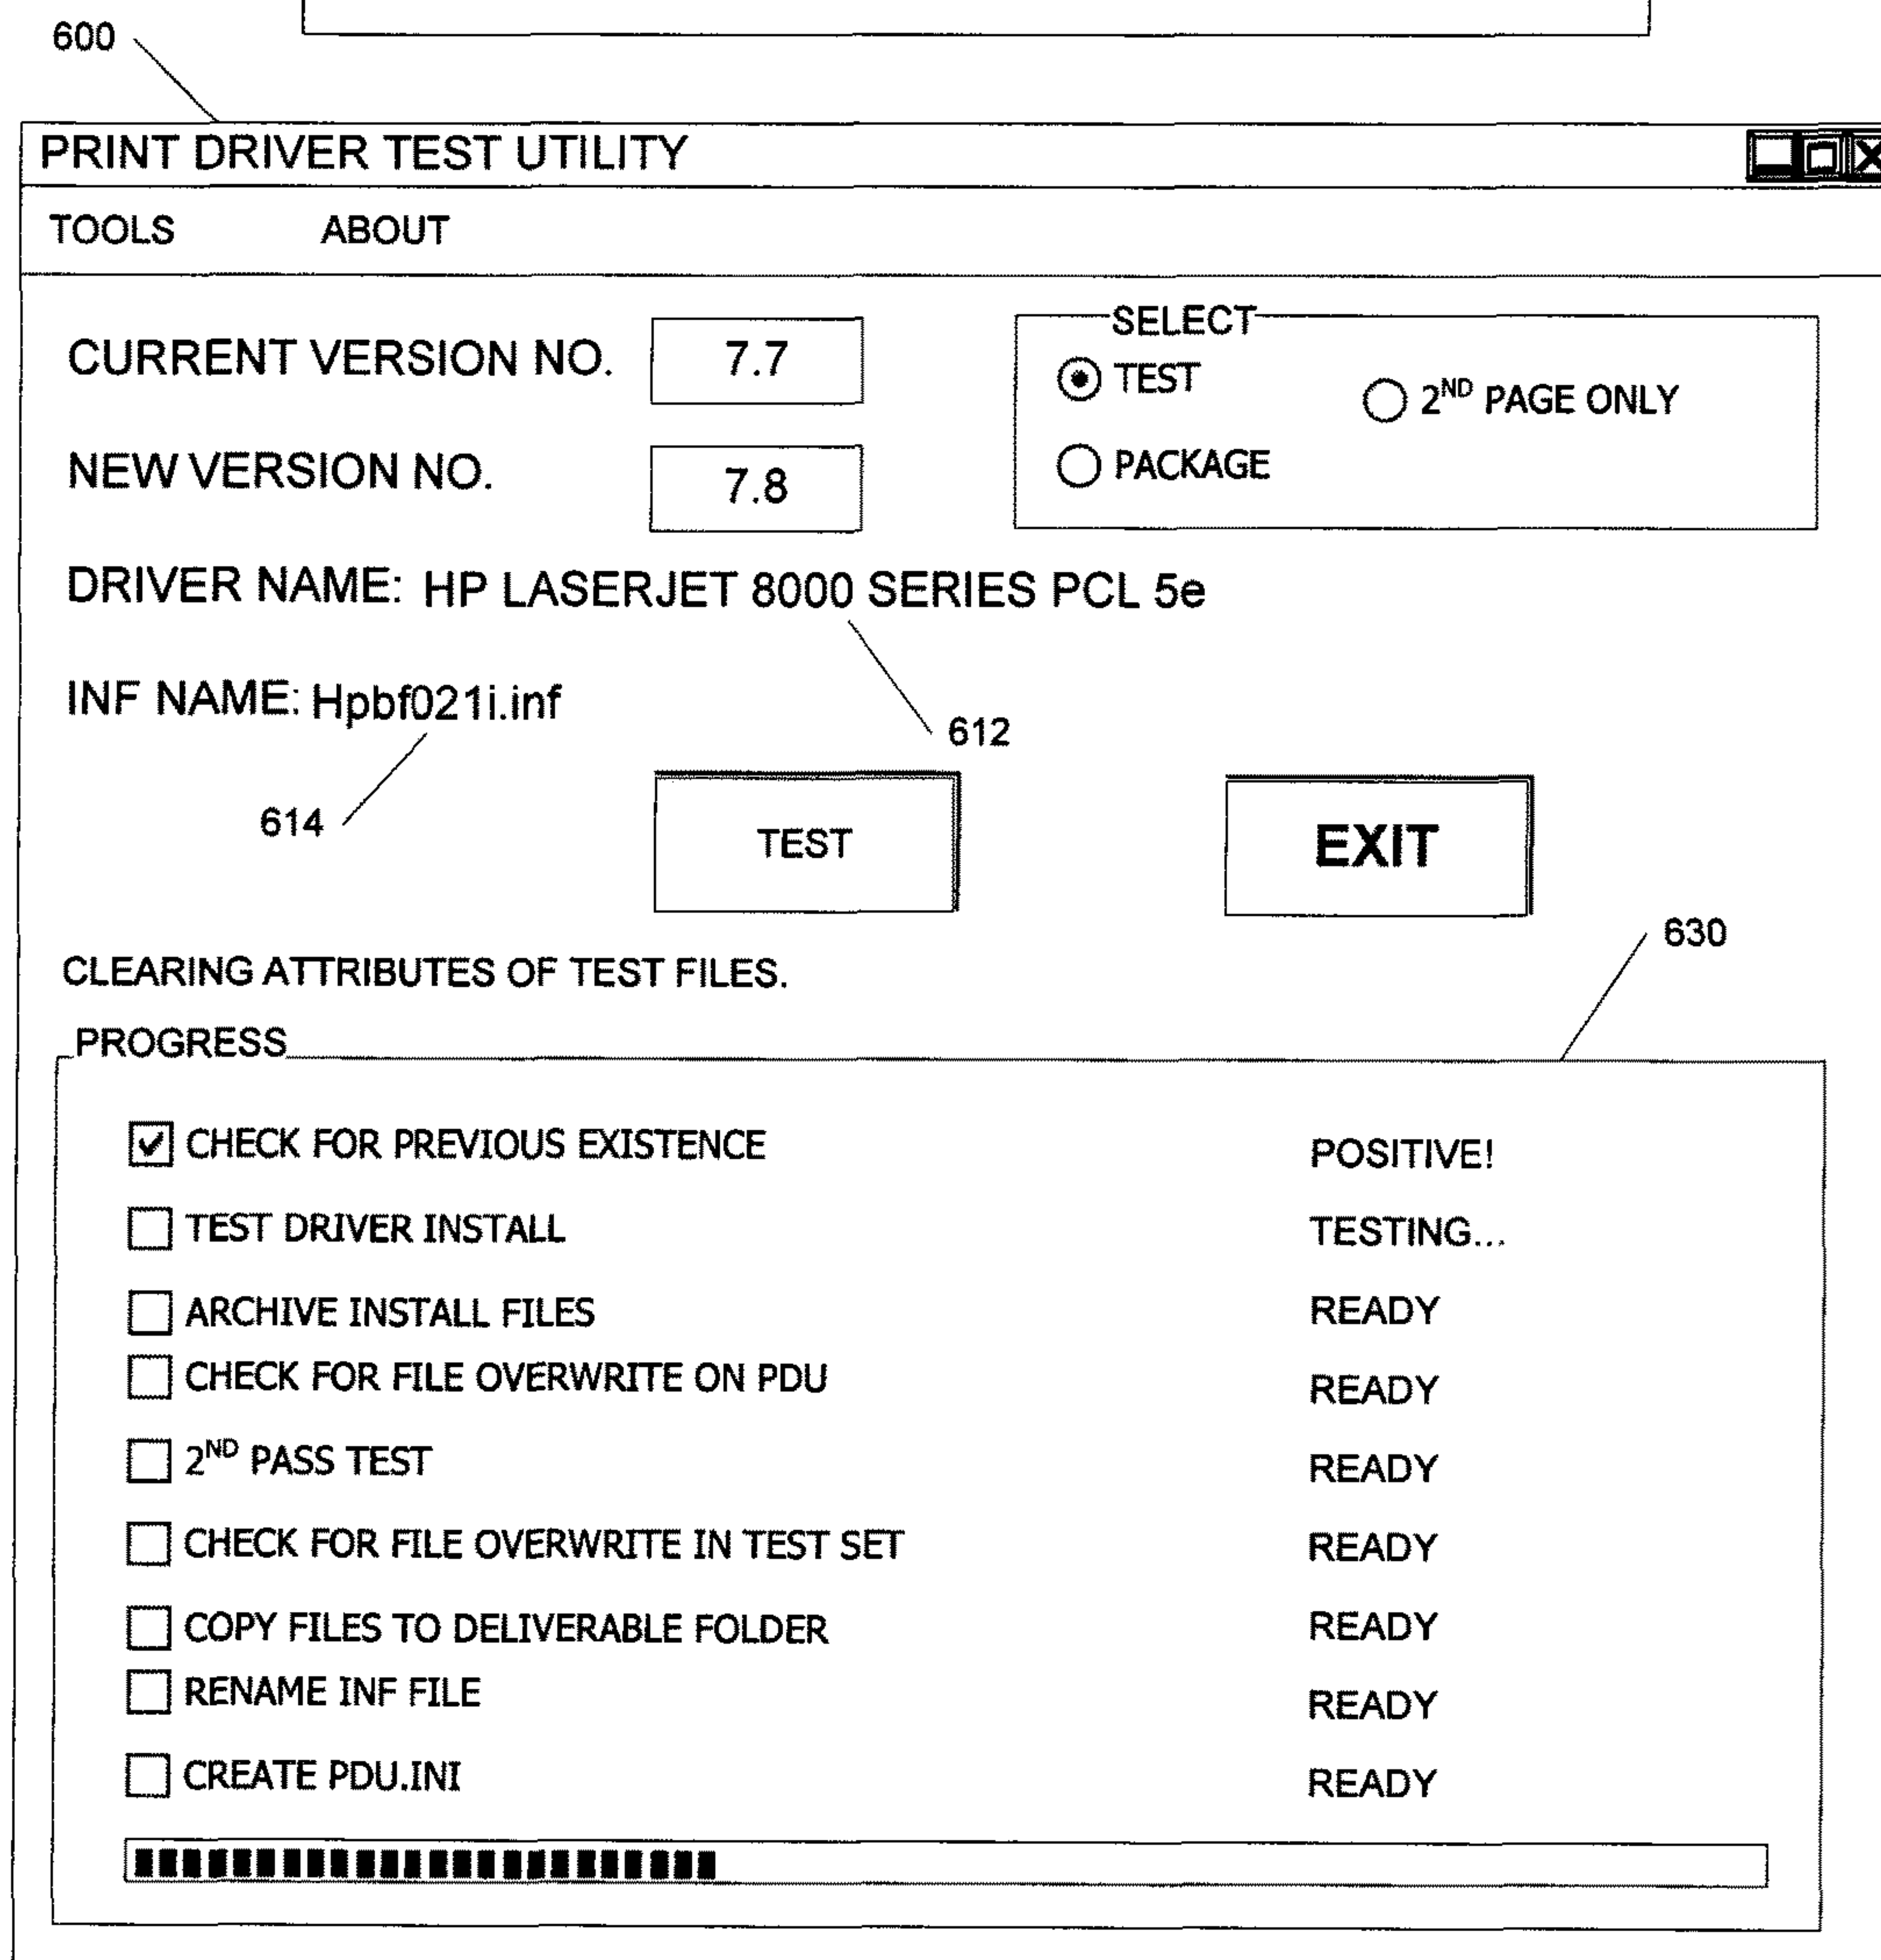 600
PRINT DRIVER TEST UTILITY
TOOLS ABOUT
SELECT
CURRENT VERSION NO. 7.7
TEST
2ND PAGE ONLY
NEW VERSION NO. 7.8
PACKAGE
DRIVER NAME: HP LASERJET 8000 SERIES PCL 5e
INF NAME: Hpbf021i.inf
612
614
TEST EXIT
630
CLEARING ATTRIBUTES OF TEST FILES.
PROGRESS
CHECK FOR PREVIOUS EXISTENCE POSITIVE!
TEST DRIVER INSTALL TESTING...
ARCHIVE INSTALL FILES READY
CHECK FOR FILE OVERWRITE ON PDU READY
2ND PASS TEST READY
CHECK FOR FILE OVERWRITE IN TEST SET READY
COPY FILES TO DELIVERABLE FOLDER READY
RENAME INF FILE READY
CREATE PDU.INI READY